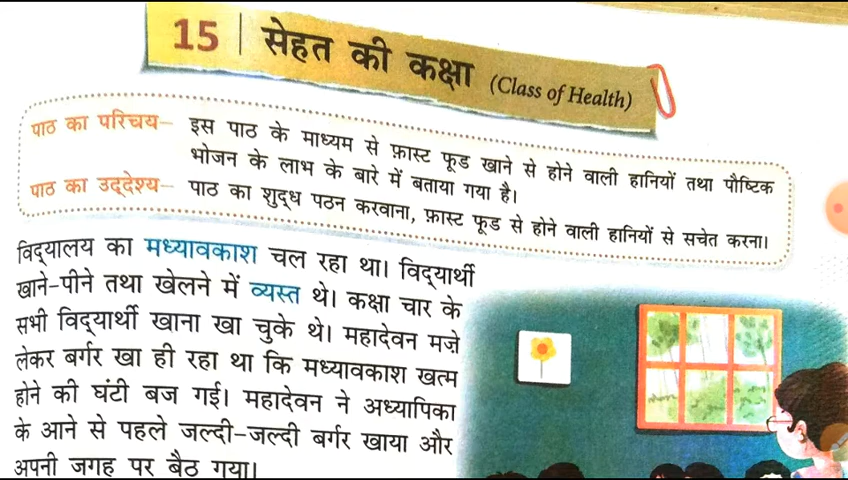 15 | सेहत की कक्षा (Class of Health)
पाठ का परिचय– इस पाठ के माध्यम से फ़ास्ट फूड खाने से होने वाली हानियों तथा पौष्टिक
भोजन के लाभ के बारे में बताया गया है।
पाठ का उद्देश्य– पाठ का शुद्ध पठन करवाना, फ़ास्ट फूड से होने वाली हानियों से सचेत करना।
विद्यालय का मध्यावकाश चल रहा था। विद्यार्थी
खाने-पीने तथा खेलने में व्यस्त थे। कक्षा चार के
सभी विद्यार्थी खाना खा चुके थे। महादेवन मज़े
लेकर बर्गर खा ही रहा था कि मध्यावकाश खत्म
होने की घंटी बज गई। महादेवन ने अध्यापिका
के आने से पहले जल्दी-जल्दी बर्गर खाया और
अपनी जगह पर बैठ गया।